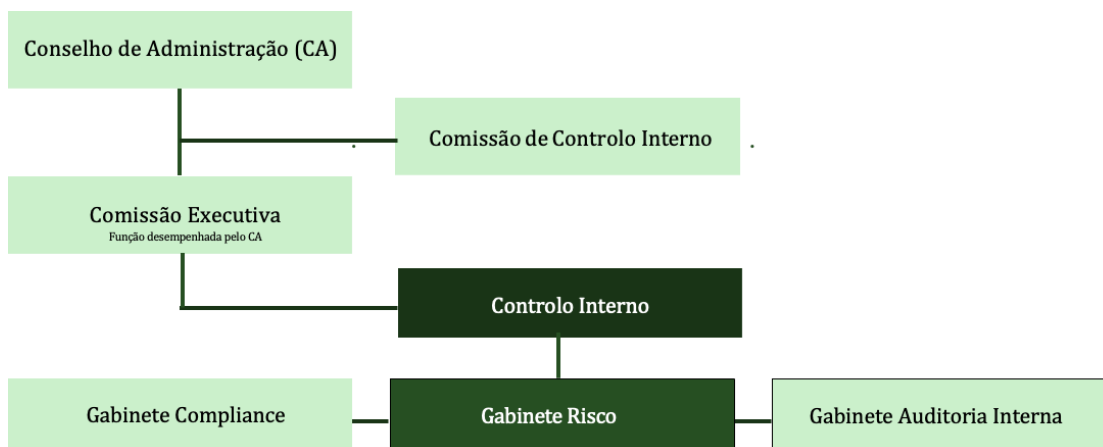 Conselho de Administração (CA)
Comissão de Controlo Interno
Comissão Executiva
Função desempenhada pelo CA
Controlo Interno
Gabinete Compliance
Gabinete Risco
Gabinete Auditoria Interna